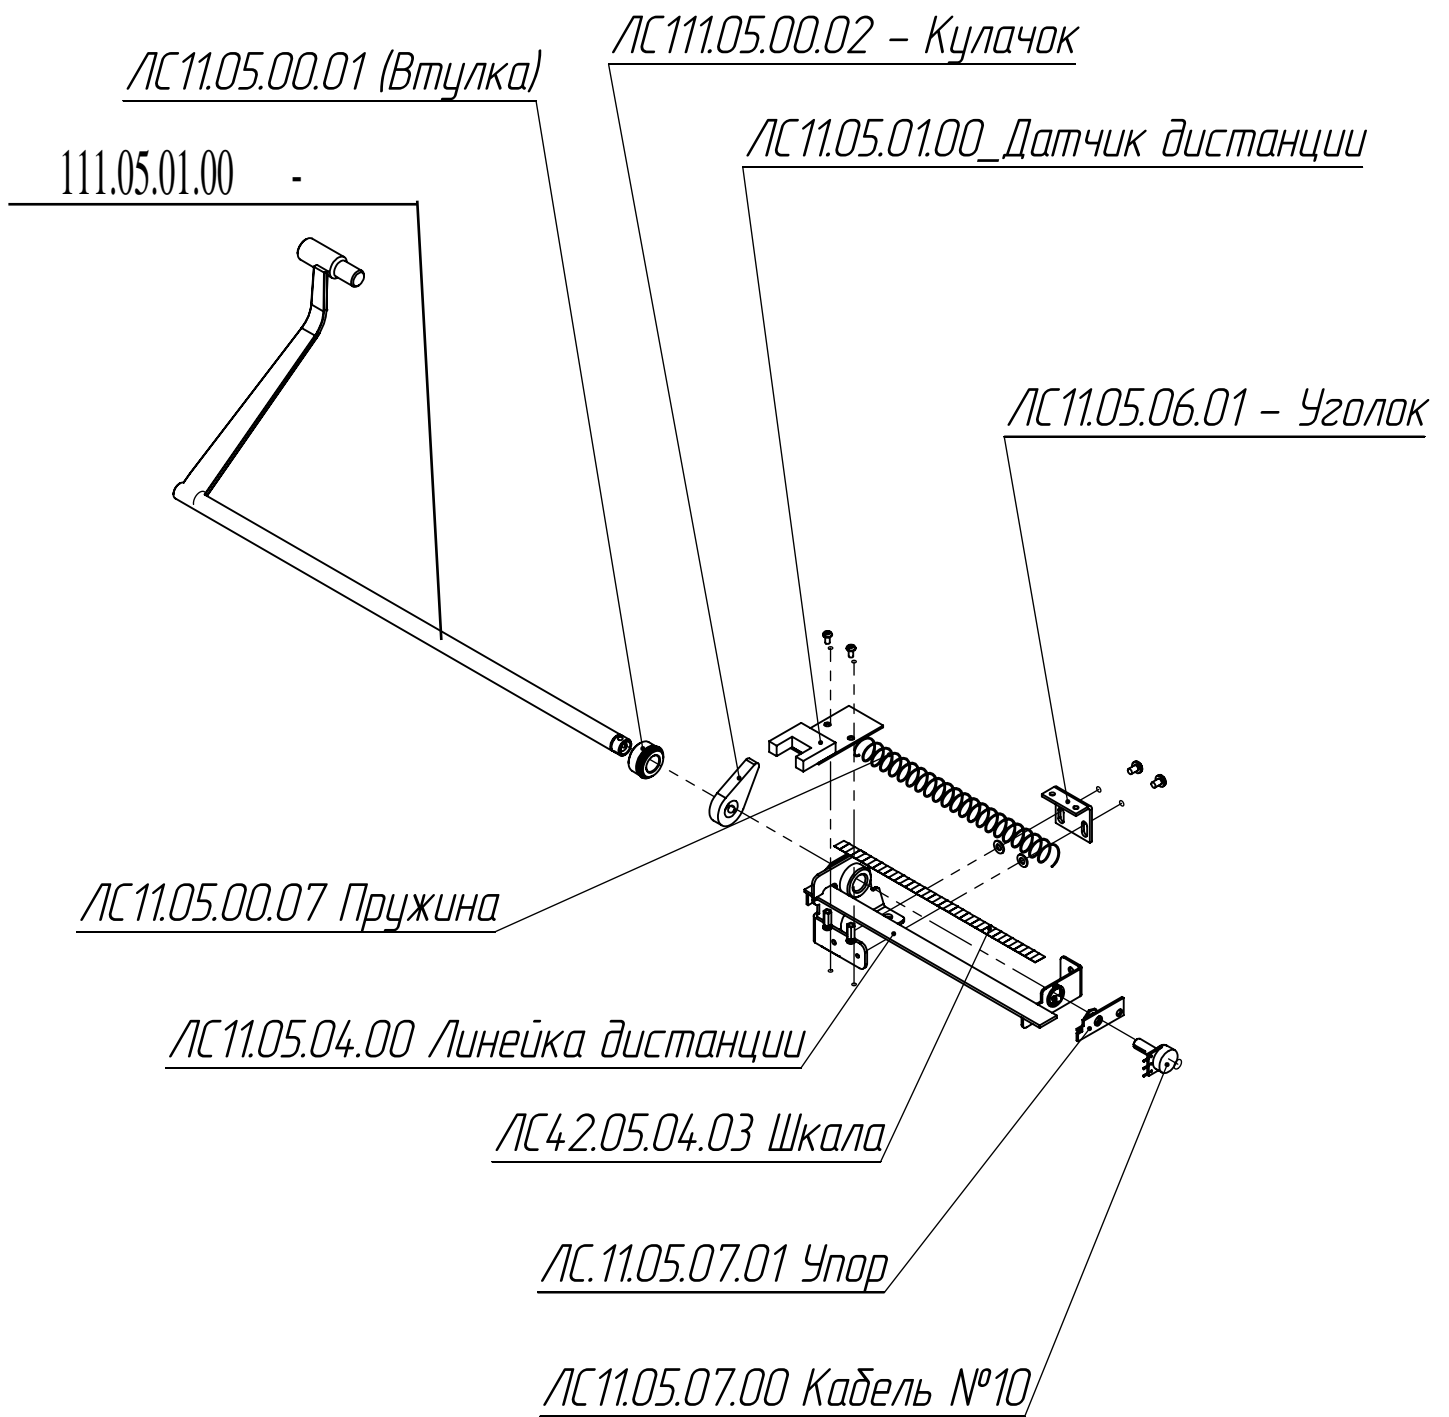 ЛС111.05.00.02 – Кулачок
ЛС11.05.00.01 (Втулка)
ЛС11.05.01.00_Датчик дистанции
111.05.01.00 -
ЛС11.05.06.01 – Уголок
ЛС11.05.00.07 Пружина
ЛС11.05.04.00 Линейка дистанции
ЛС42.05.04.03 Шкала
ЛС.11.05.07.01 Упор
ЛС11.05.07.00 Кабель №10